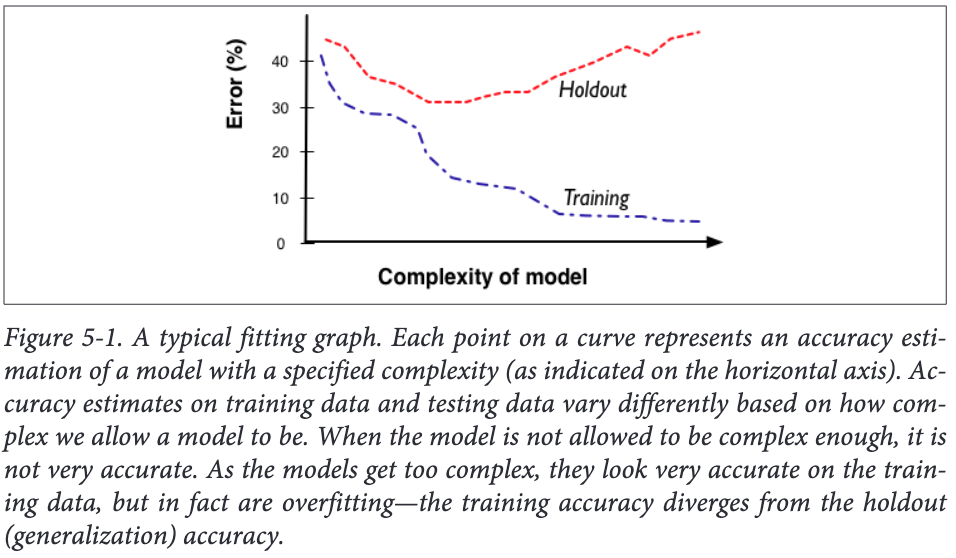 Error (%)
40
30
20
10
0
Holdout
Training
Complexity of model
Figure 5-1. A typical fitting graph. Each point on a curve represents an accuracy esti-
mation of a model with a specified complexity (as indicated on the horizontal axis). Ac-
curacy estimates on training data and testing data vary differently based on how com-
plex we allow a model to be. When the model is not allowed to be complex enough, it is
not very accurate. As the models get too complex, they look very accurate on the train-
ing data, but in fact are overfitting—the training accuracy diverges from the holdout
(generalization) accuracy.